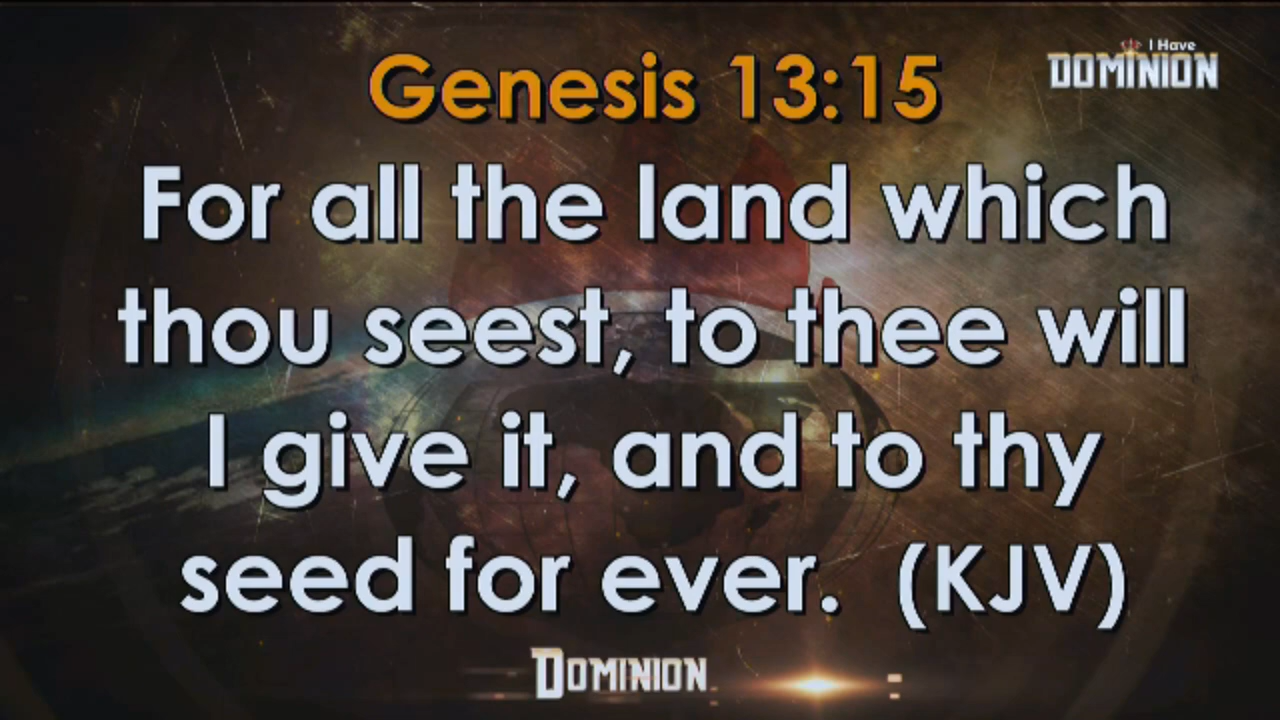 Genesis 13:15
I Have
DOMINION
For all the land which
thou seest, to thee will
I give it, and to thy
seed for ever. (KJV)
DOMINION